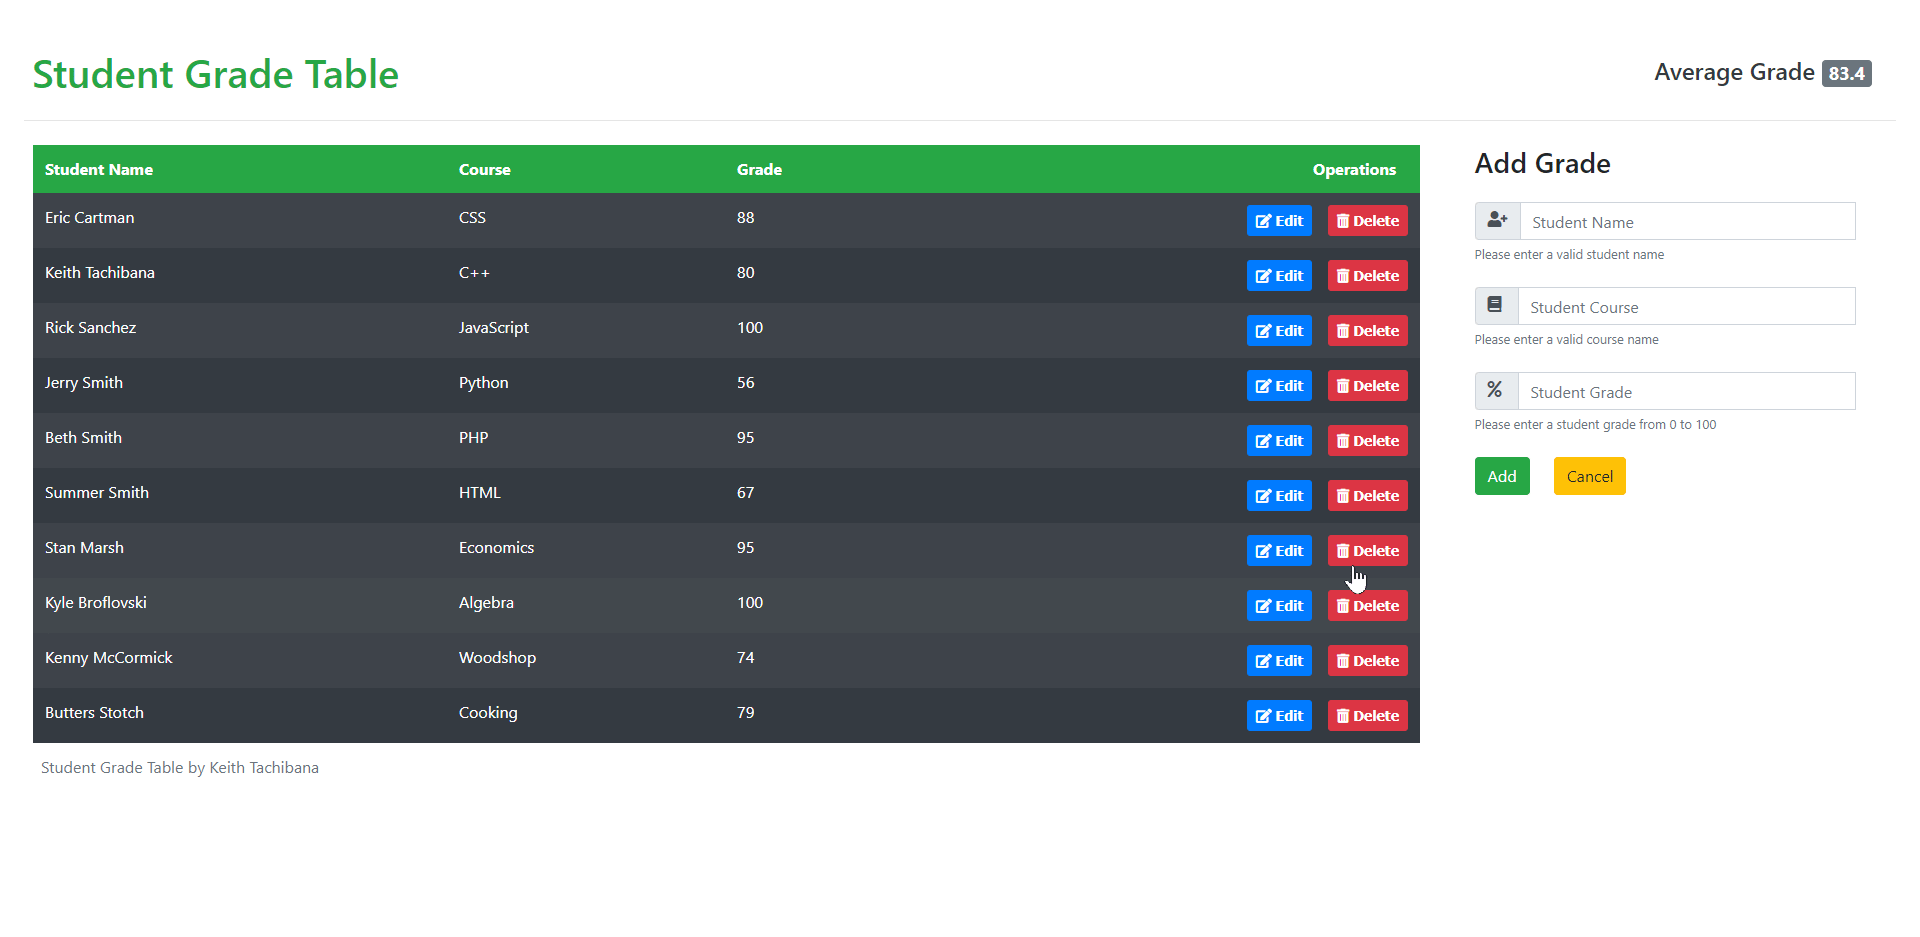 Student Grade Table
Average Grade 83.4
Student Name Course Grade Operations
Eric Cartman CSS 88 Edit Delete
Keith Tachibana C++ 80 Edit Delete
Rick Sanchez JavaScript 100 Edit Delete
Jerry Smith Python 56 Edit Delete
Beth Smith PHP 95 Edit Delete
Summer Smith HTML 67 Edit Delete
Stan Marsh Economics 95 Edit Delete
Kyle Broflovski Algebra 100 Edit Delete
Kenny McCormick Woodshop 74 Edit Delete
Butters Stotch Cooking 79 Edit Delete
Student Grade Table by Keith Tachibana
Add Grade
Student Name
Please enter a valid student name
Student Course
Please enter a valid course name
% Student Grade
Please enter a student grade from 0 to 100
Add Cancel